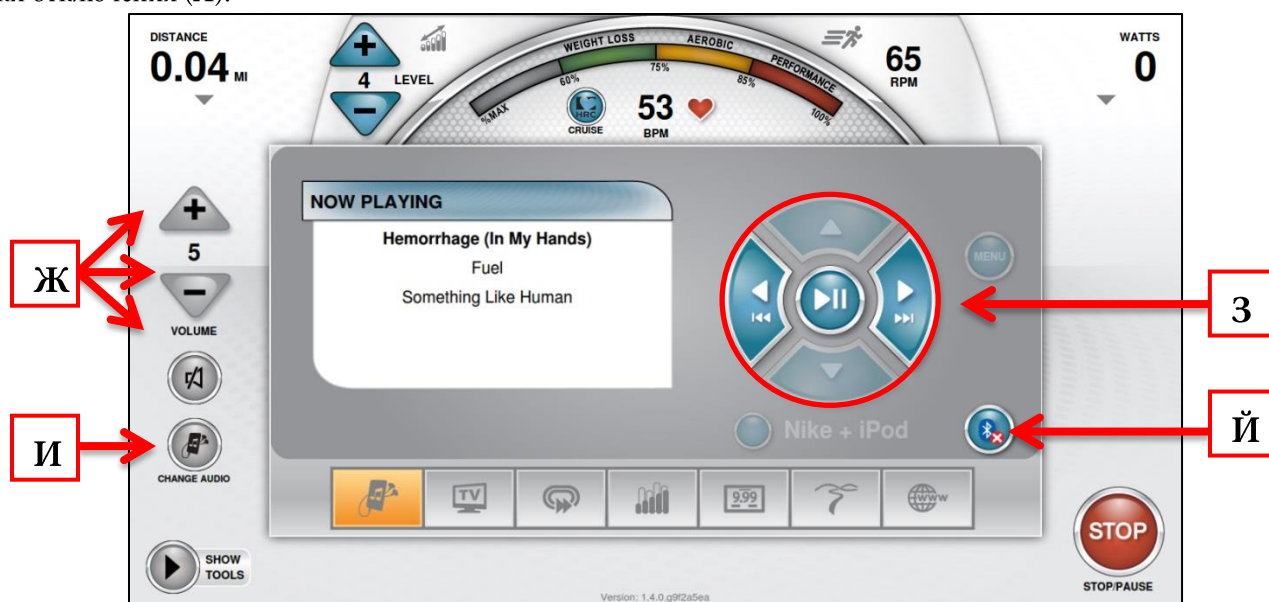 DISTANCE
0.04 MI
4 LEVEL
WEIGHT LOSS
AEROBIC
PERFORMANCE
%MAX
60%
75%
85%
100%
HRC
CRUISE
53
BPM
65
RPM
WATTS
0
NOW PLAYING
Hemorrhage (In My Hands)
Fuel
Something Like Human
MENU
Ж
5
VOLUME
З
И
CHANGE AUDIO
Nike + iPod
Й
TV
9.99
www
SHOW
TOOLS
STOP
STOP/PAUSE
Version: 1.4.0.g9f2a5ea